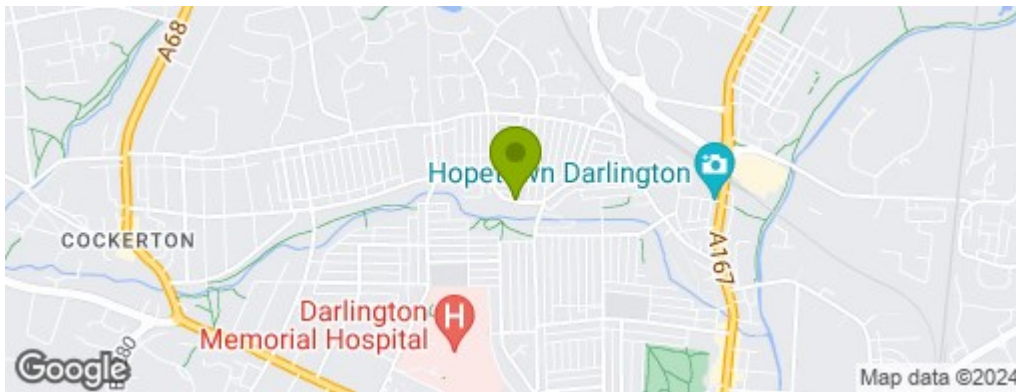 A68
Hopetown Darlington
COCKERTON
A167
Darlington
Memorial Hospital
H
Google
Map data ©2024